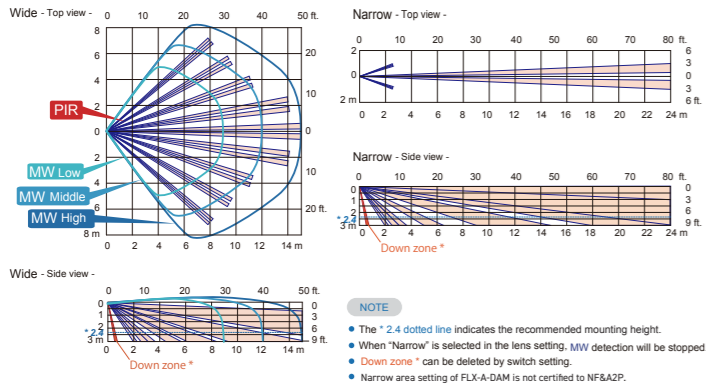 Wide - Top view -
0 10 20 30 40 50 ft.
8
6
4
2
0
2
4
6
8 m
20
10
0
10
20 ft.
PIR
MW Low
MW Middle
MW High
0 2 4 6 8 10 12 14 m
Narrow - Top view -
0 10 20 30 40 50 60 70 80 ft.
2
0
2 m
6
3
0
3
6 ft.
0 2 4 6 8 10 12 14 16 18 20 22 24 m
Narrow - Side view -
0 10 20 30 40 50 60 70 80 ft.
0
1
2
* 2.4
3 m
0
3
6
9 ft.
0 2 4 6 8 10 12 14 16 18 20 22 24 m
Down zone *
Wide - Side view -
0 10 20 30 40 50 ft.
0
1
2
* 2.4
3 m
0
3
6
9 ft.
0 2 4 6 8 10 12 14 m
Down zone *
NOTE
● The * 2.4 dotted line indicates the recommended mounting height.
● When “Narrow” is selected in the lens setting, MW detection will be stopped
● Down zone * can be deleted by switch setting.
● Narrow area setting of FLX-A-DAM is not certified to NF&A2P.